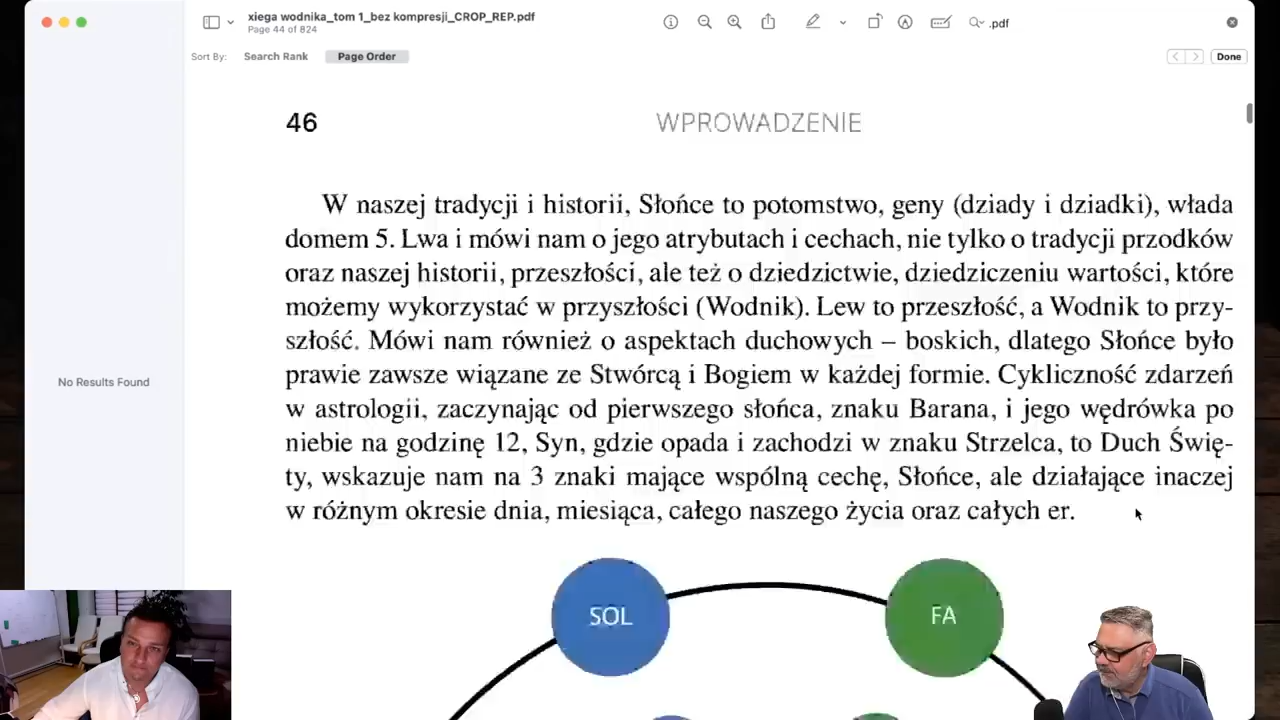 xiega wodnika_tom 1_bez kompresji_CROP_REP.pdf
Page 44 of 824
.pdf
Sort By:
Search Rank
Page Order
Done
46
WPROWADZENIE
W naszej tradycji i historii, Słońce to potomstwo, geny (dziady i dziadki), włada
domem 5. Lwa i mówi nam o jego atrybutach i cechach, nie tylko o tradycji przodków
oraz naszej historii, przeszłości, ale też o dziedzictwie, dziedziczeniu wartości, które
możemy wykorzystać w przyszłości (Wodnik). Lew to przeszłość, a Wodnik to przy-
szłość. Mówi nam również o aspektach duchowych – boskich, dlatego Słońce było
prawie zawsze wiązane ze Stwórcą i Bogiem w każdej formie. Cykliczność zdarzeń
w astrologii, zaczynając od pierwszego słońca, znaku Barana, i jego wędrówka po
niebie na godzinę 12, Syn, gdzie opada i zachodzi w znaku Strzelca, to Duch Świę-
ty, wskazuje nam na 3 znaki mające wspólną cechę, Słońce, ale działające inaczej
w różnym okresie dnia, miesiąca, całego naszego życia oraz całych er.
No Results Found
SOL
FA